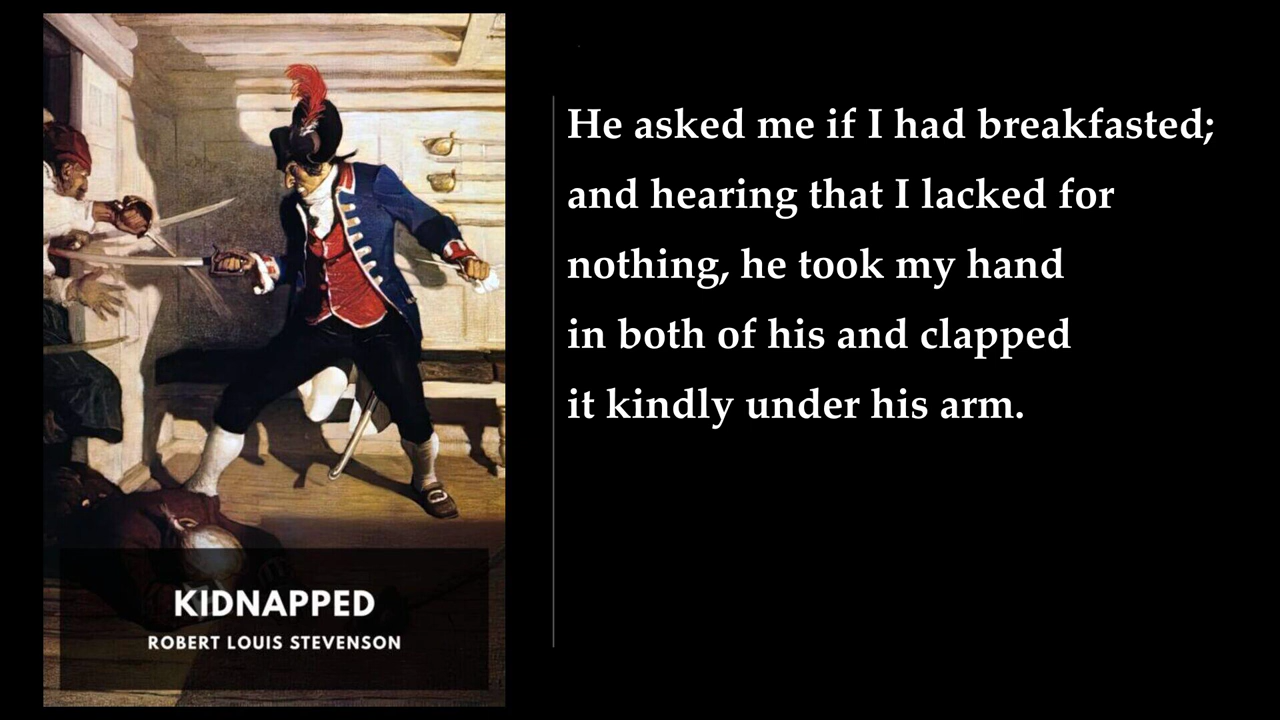 He asked me if I had breakfasted;
and hearing that I lacked for
nothing, he took my hand
in both of his and clapped
it kindly under his arm.
KIDNAPPED
ROBERT LOUIS STEVENSON